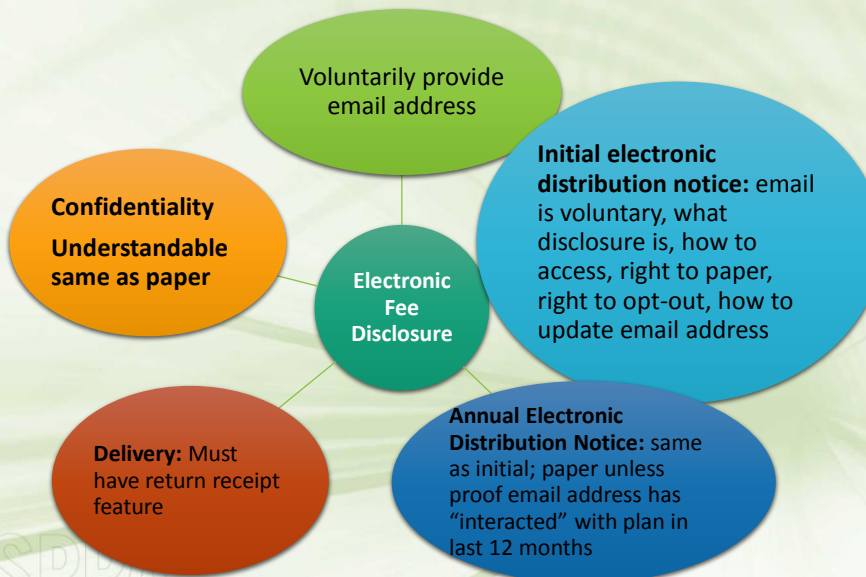 Voluntarily provide
email address
Initial electronic
distribution notice: email
is voluntary, what
disclosure is, how to
access, right to paper,
right to opt-out, how to
update email address
Confidentiality
Understandable
same as paper
Electronic
Fee
Disclosure
Delivery: Must
have return receipt
feature
Annual Electronic
Distribution Notice: same
as initial; paper unless
proof email address has
“interacted” with plan in
last 12 months